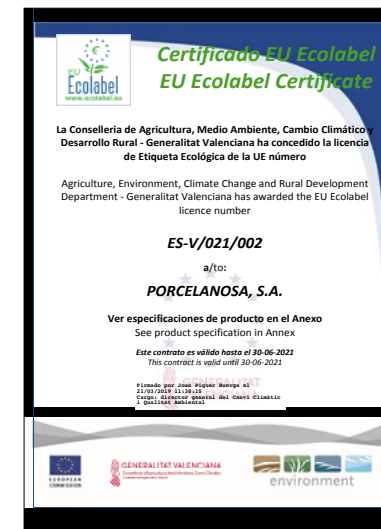 EU
Ecolabel
www.ecolabel.eu
Certificado EU Ecolabel
EU Ecolabel Certificate
La Conselleria de Agricultura, Medio Ambiente, Cambio Climático y
Desarrollo Rural - Generalitat Valenciana ha concedido la licencia
de Etiqueta Ecológica de la UE número
Agriculture, Environment, Climate Change and Rural Development
Department - Generalitat Valenciana has awarded the EU Ecolabel
licence number
ES-V/021/002
a/to:
PORCELANOSA, S.A.
Ver especificaciones de producto en el Anexo
See product specification in Annex
Este contrato es válido hasta el 30-06-2021
This contract is valid until 30-06-2021
GENERALITAT
Firmado por Joan Piquer Huerga el
21/03/2019 11:38:15
Cargo: director general del Canvi Climàtic
i Qualitat Ambiental
EUROPEAN
COMMISSION
GENERALITAT VALENCIANA
environment